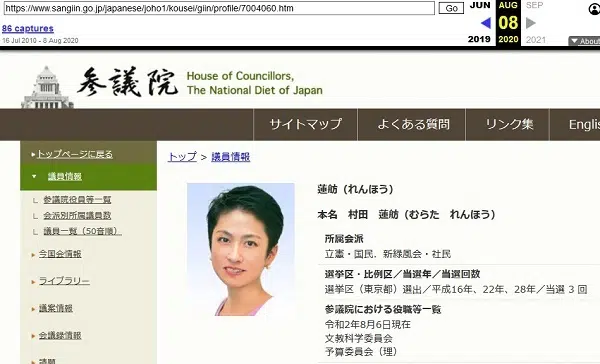 https://www.sangiin.go.jp/japanese/joho1/kousei/giin/profile/7004060.htm Go JUN AUG SEP
86 captures 08
16 Jul 2010 - 8 Aug 2020 2019 2020 2021 About
参議院 House of Councillors,
The National Diet of Japan
サイトマップ よくある質問 リンク集 Englis
トップページに戻る
議員情報
参議院役員等一覧
会派別所属議員数
議員一覧（50音順）
今国会情報
ライブラリー
議案情報
会議録情報
請願
トップ > 議員情報
蓮舫（れんほう）
本名 村田 蓮舫（むらた れんほう）
所属会派
立憲・国民．新緑風会・社民
選挙区・比例区／当選年／当選回数
選挙区（東京都）選出／平成16年、22年、28年／当選 3 回
参議院における役職等一覧
令和2年8月6日現在
文教科学委員会
予算委員会（理）